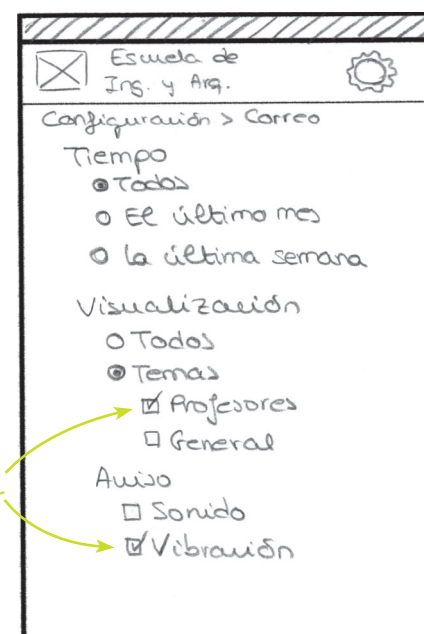 Escuela de
Ing. y Arq.
Configuración > Correo
Tiempo
Todos
El último mes
la última semana
Visualización
Todos
Temas
Profesores
General
Aviso
Sonido
Vibración